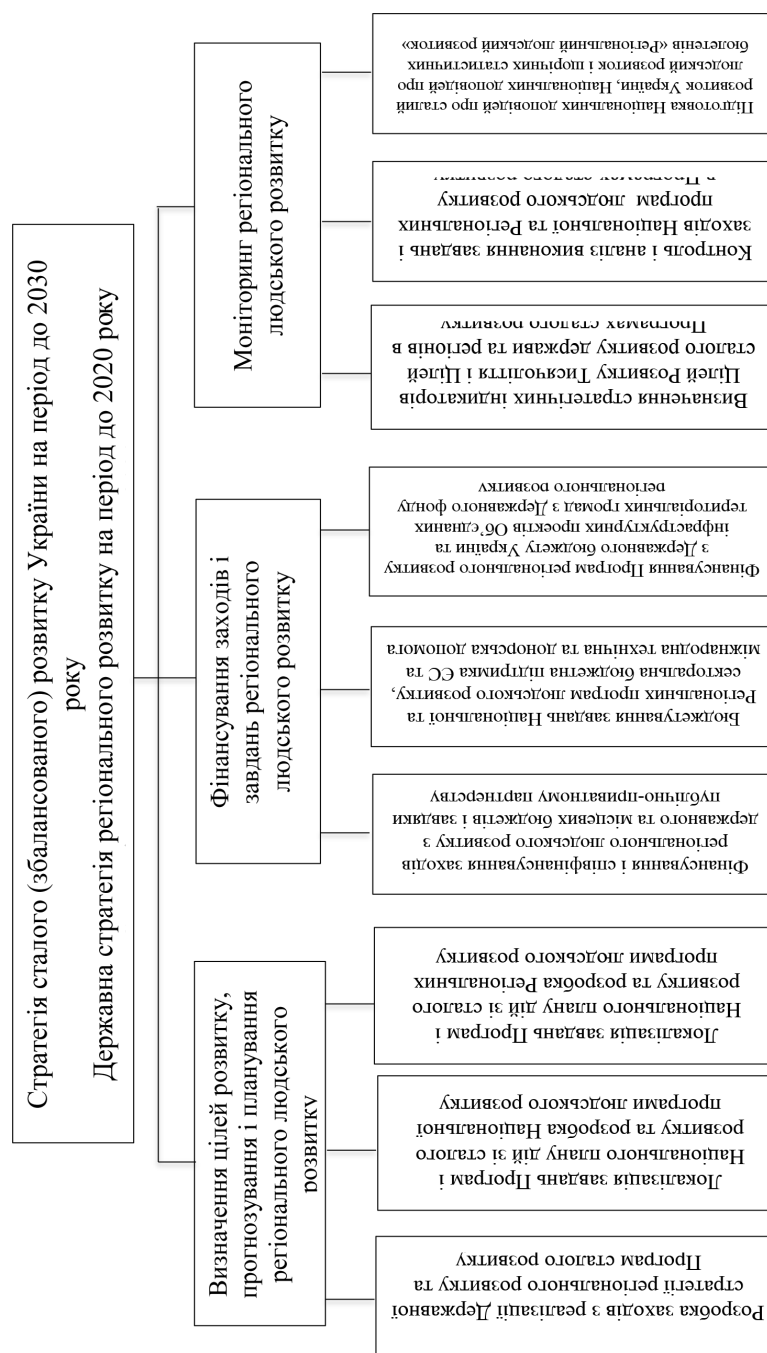 Стратегія сталого (збалансованого) розвитку України на період до 2030
року
Державна стратегія регіонального розвитку на період до 2020 року
Визначення цілей розвитку,
прогнозування і планування
регіонального людського
розвитку
Фінансування заходів і
завдань регіонального
людського розвитку
Моніторинг регіонального
людського розвитку
Розробка заходів з реалізації Державної
стратегії регіонального розвитку та
Програм сталого розвитку
Локалізація завдань Програм і
Національного плану дій зі сталого
розвитку та розробка Національної
програми людського розвитку
Локалізація завдань Програм і
Національного плану дій зі сталого
розвитку та розробка Регіональних
програми людського розвитку
Фінансування і співфінансування заходів
регіонального людського розвитку з
державного та місцевих бюджетів і завдяки
публічно-приватному партнерству
Бюджетування завдань Національної та
Регіональних програм людського розвитку,
секторальна бюджетна підтримка ЄС та
міжнародна технічна та донорська допомога
Фінансування Програм регіонального розвитку
з Державного бюджету України та
інфраструктурних проектів Об’єднаних
територіальних громад з Державного фонду
регіонального розвитку
Визначення стратегічних індикаторів
Цілей Розвитку Тисячоліття і Цілей
сталого розвитку держави та регіонів в
Програмах сталого розвитку
Контроль і аналіз виконання завдань і
заходів Національної та Регіональних
програм людського розвитку
в Програмах сталого розвитку
Підготовка Національних доповідей про сталий
розвиток України, Національних доповідей про
людський розвиток і щорічних статистичних
бюлетенів «Регіональний людський розвиток»